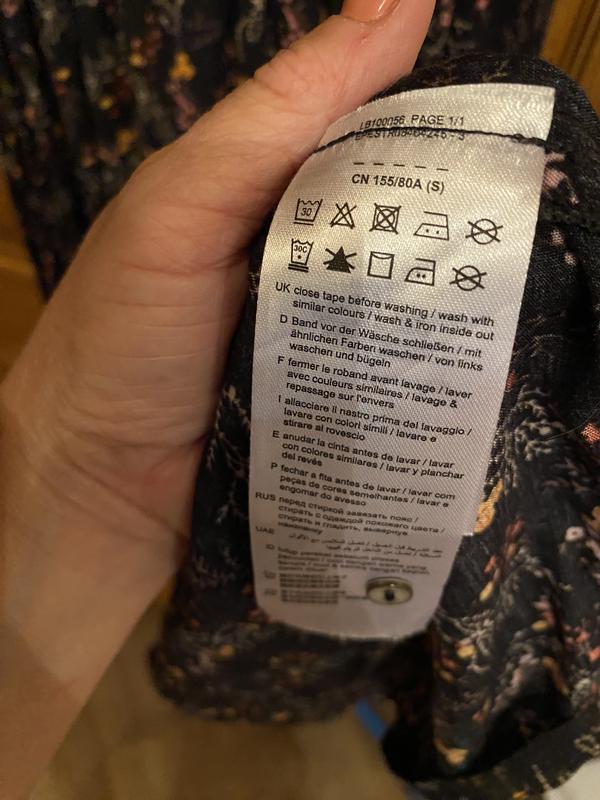 LB100056 PAGE 1/1
CN 155/80A (S)
30
30C
UK close tape before washing / wash with
similar colours / wash & iron inside out
D Band vor der Wäsche schließen / mit
ähnlichen Farben waschen / von links
waschen und bügeln
F fermer le roband avant lavage / laver
avec couleurs similaires / lavage &
repassage sur l'envers
I allacciare il nastro prima del lavaggio /
lavare con colori simili / lavare e
stirare al rovescio
E anudar la cinta antes de lavar / lavar
con colores similares / lavar y planchar
del revés
P fechar a fita antes de lavar / lavar com
peças de cores semelhantes / lavar e
engomar do avesso
RUS перед стиркой завязать пояс /
стирать с одеждой похожего цвета /
стирать и гладить, вывернув
наизнанку
UAE